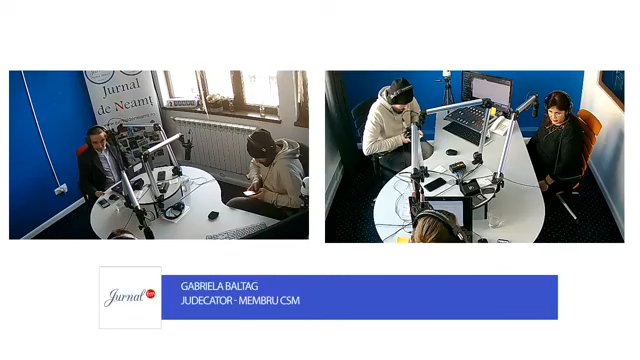 Jurnal
de Neamț
Jurnal
GABRIELA BALTAG
JUDECATOR - MEMBRU CSM